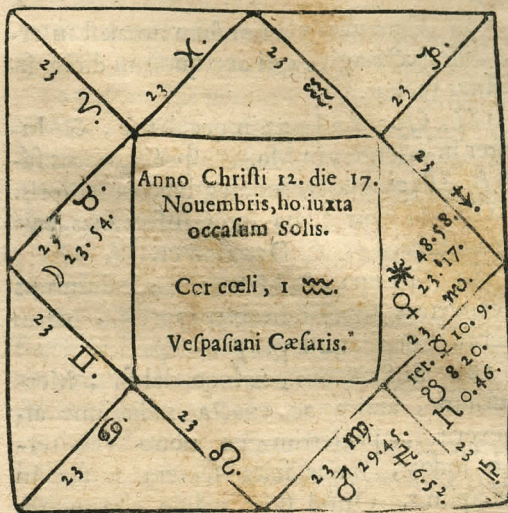 Anno Christi 12. die 17.
Nouembris, ho. iuxta
occasum Solis.
Cor cœli, 1 ♒.
Vespasiani Cæsaris.
23 ♈.
23 ♓.
23 ♒.
23 ♑.
23 ♐.
☽ 23. 54.
♉.
23 ♊.
23 ♋.
23 ♌.
23 ♍.
♂ 29. 45.
♃ 6. 52.
23 ♎.
♄ 0. 46.
☋ 8. 20.
ret. ☿ 10. 9.
23 ♏.
♀ 23. 17.
☀ 48. 58.